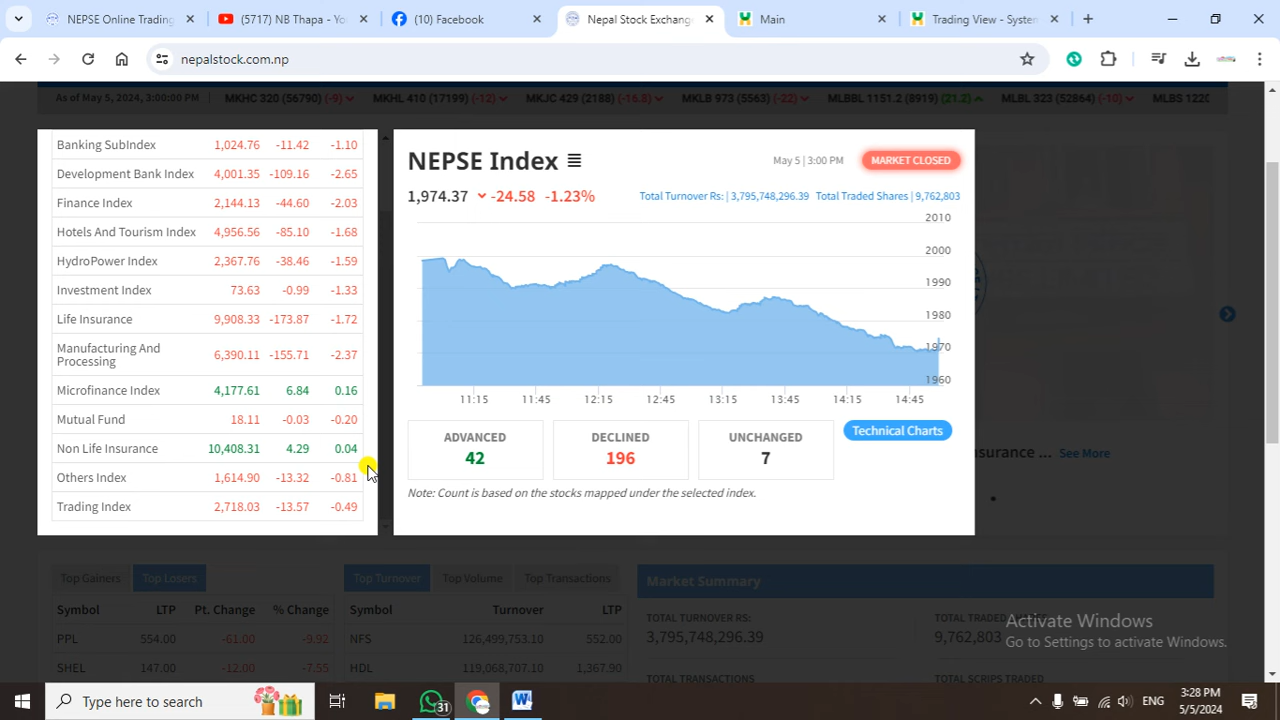 NEPSE Online Trading
(5717) NB Thapa - Yo
(10) Facebook
Nepal Stock Exchan
Main
Trading View - System
nepalstock.com.np
As of May 5, 2024, 3:00:00 PM
MKHC 320 (56790) (-9)
MKHL 410 (17199) (-12)
MKJC 429 (2188) (-16.8)
MKLB 973 (5563) (-22)
MLBBL 1151.2 (8919) (21.2)
MLBL 323 (52864) (-10)
MLBS 1220
Banking SubIndex 1,024.76 -11.42 -1.10
Development Bank Index 4,001.35 -109.16 -2.65
Finance Index 2,144.13 -44.60 -2.03
Hotels And Tourism Index 4,956.56 -85.10 -1.68
HydroPower Index 2,367.76 -38.46 -1.59
Investment Index 73.63 -0.99 -1.33
Life Insurance 9,908.33 -173.87 -1.72
Manufacturing And
Processing 6,390.11 -155.71 -2.37
Microfinance Index 4,177.61 6.84 0.16
Mutual Fund 18.11 -0.03 -0.20
Non Life Insurance 10,408.31 4.29 0.04
Others Index 1,614.90 -13.32 -0.81
Trading Index 2,718.03 -13.57 -0.49
NEPSE Index
May 5 | 3:00 PM
MARKET CLOSED
1,974.37 -24.58 -1.23%
Total Turnover Rs: | 3,795,748,296.39 Total Traded Shares | 9,762,803
2010
2000
1990
1980
1970
1960
11:15 11:45 12:15 12:45 13:15 13:45 14:15 14:45
ADVANCED
42
DECLINED
196
UNCHANGED
7
Technical Charts
Note: Count is based on the stocks mapped under the selected index.
surance ... See More
Top Gainers Top Losers
Symbol LTP Pt. Change % Change
PPL 554.00 -61.00 -9.92
SHEL 147.00 -12.00 -7.55
Top Turnover Top Volume Top Transactions
Symbol Turnover LTP
NFS 126,499,753.10 552.00
HDL 119,068,707.10 1,367.90
Market Summary
TOTAL TURNOVER RS:
3,795,748,296.39
TOTAL TRADED
9,762,803
TOTAL TRANSACTIONS
TOTAL SCRIPS TRADED
Activate Windows
Go to Settings to activate Windows.
Type here to search
31
ENG
3:28 PM
5/5/2024